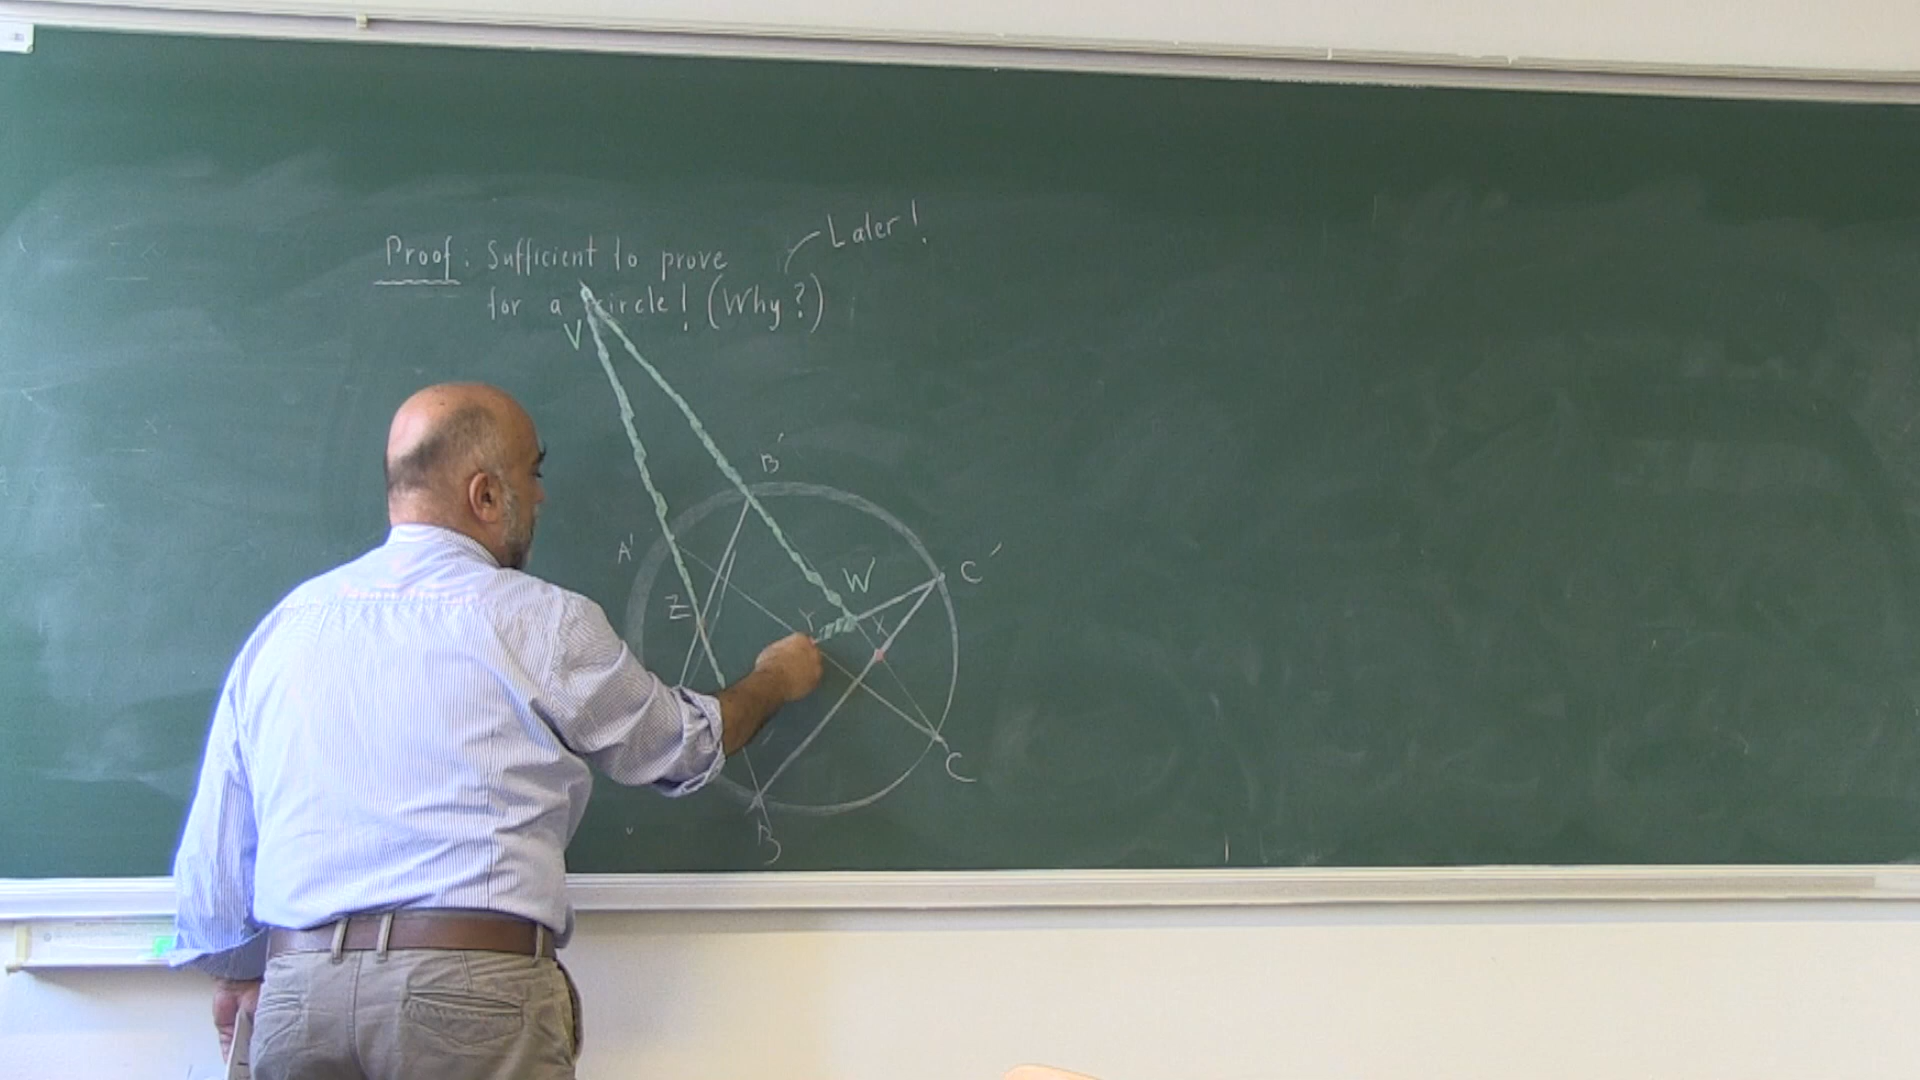 Proof: Sufficient to prove
Later!
for a circle! (Why?)
V
B'
A'
W
C'
Z
Y
X
C
B